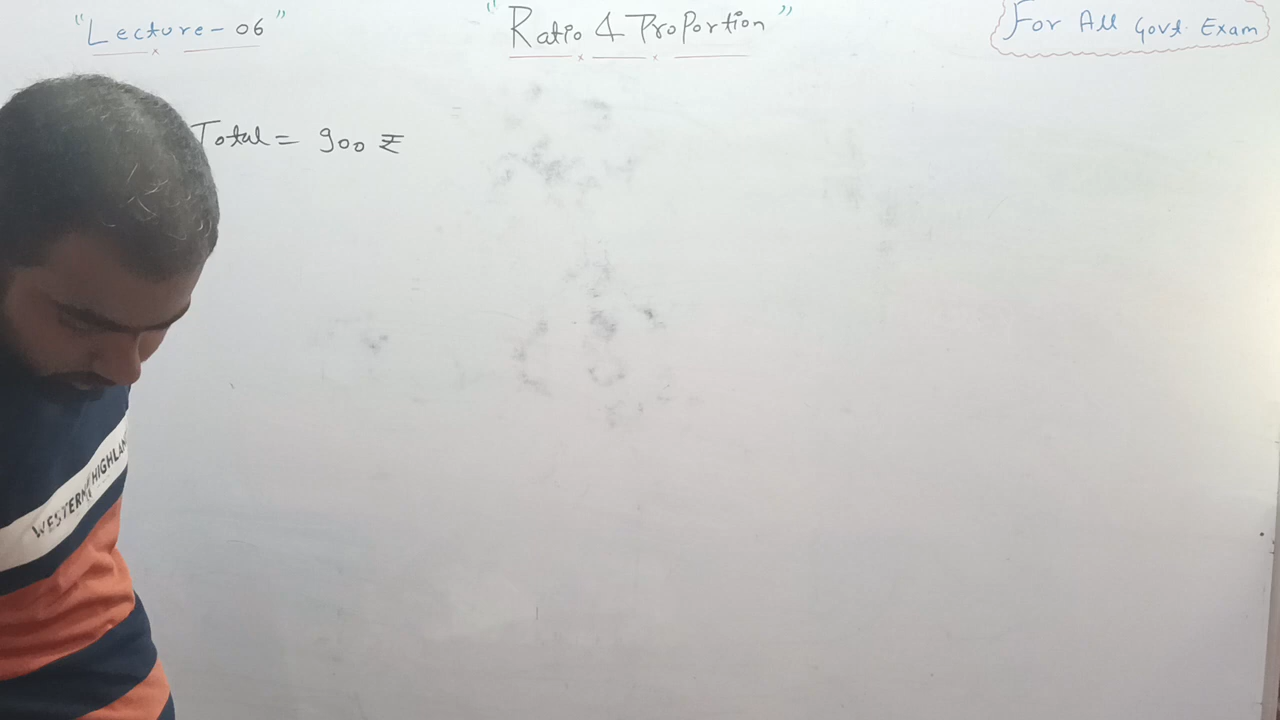 "Lecture - 06"
"Ratio & Proportion"
For All Govt. Exam
Total = 900 ₹
WESTERN HIGHLAN